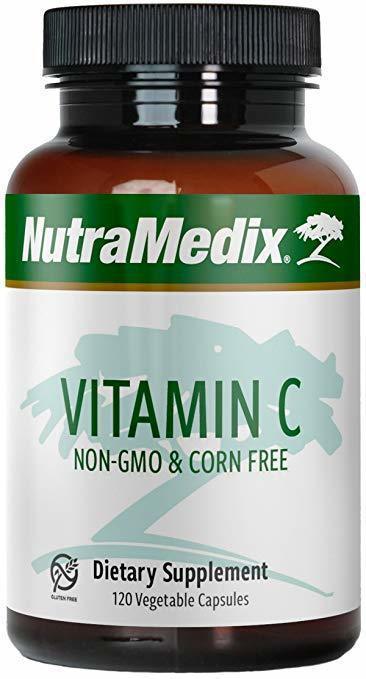 NutraMedix®
VITAMIN C
NON-GMO & CORN FREE
GLUTEN FREE
Dietary Supplement
120 Vegetable Capsules